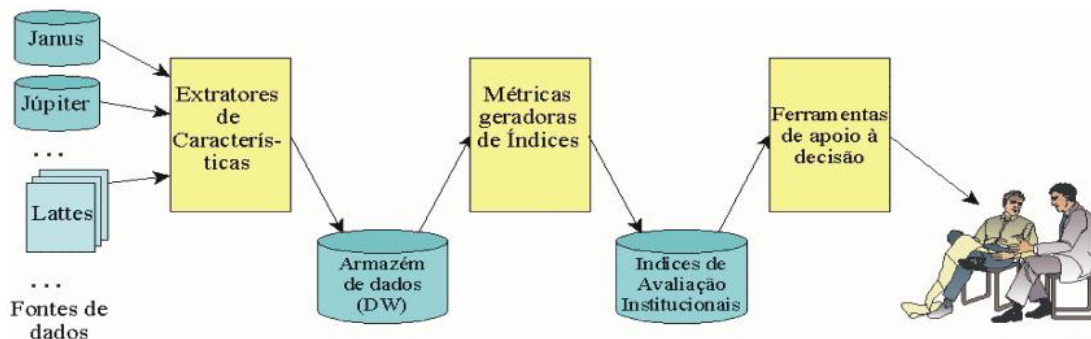 Janus
Júpiter
...
Lattes
...
Fontes de
dados
Extratores
de
Caracterís-
ticas
Armazém
de dados
(DW)
Métricas
geradoras
de Índices
Indices de
Avaliação
Institucionais
Ferramentas
de apoio à
decisão